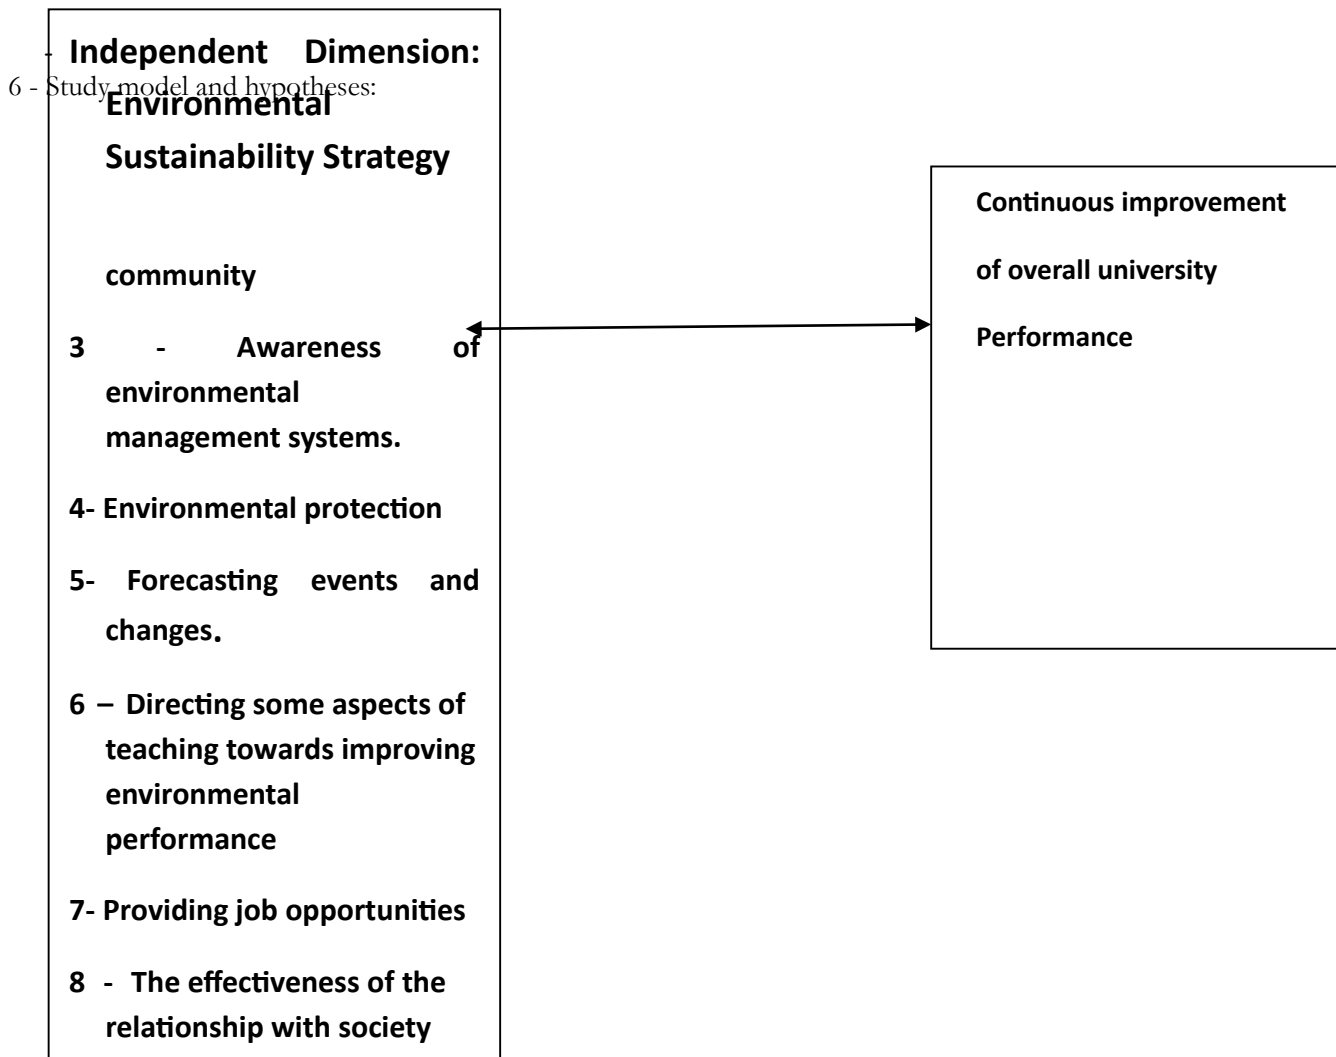 - Independent Dimension:
6 - Study model and hypotheses:
Environmental
Sustainability Strategy
community
3 - Awareness of
environmental
management systems.
4- Environmental protection
5- Forecasting events and
changes.
6 – Directing some aspects of
teaching towards improving
environmental
performance
7- Providing job opportunities
8 - The effectiveness of the
relationship with society
Continuous improvement
of overall university
Performance